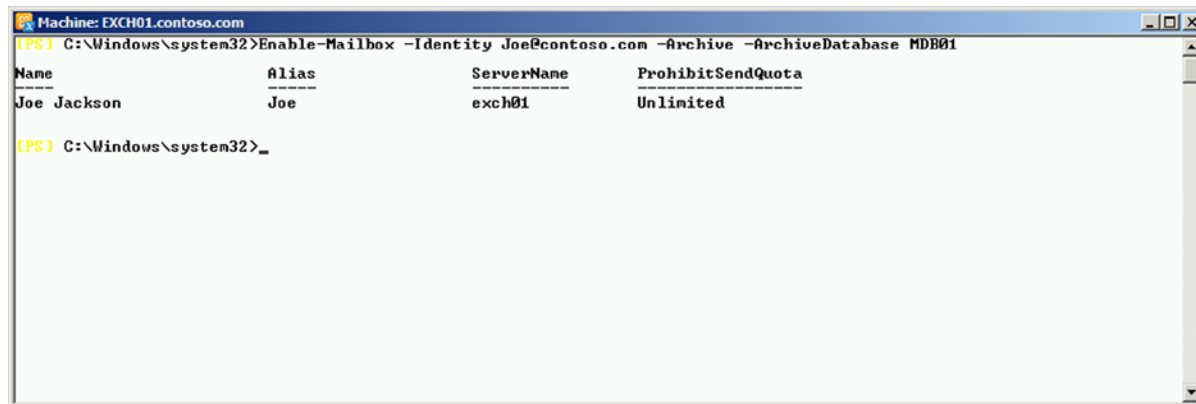 Machine: EXCH01.contoso.com
[PS] C:\Windows\system32>Enable-Mailbox -Identity Joe@contoso.com -Archive -ArchiveDatabase MDB01
Name Alias ServerName ProhibitSendQuota
---- ----- ---------- -----------------
Joe Jackson Joe exch01 Unlimited
[PS] C:\Windows\system32>_